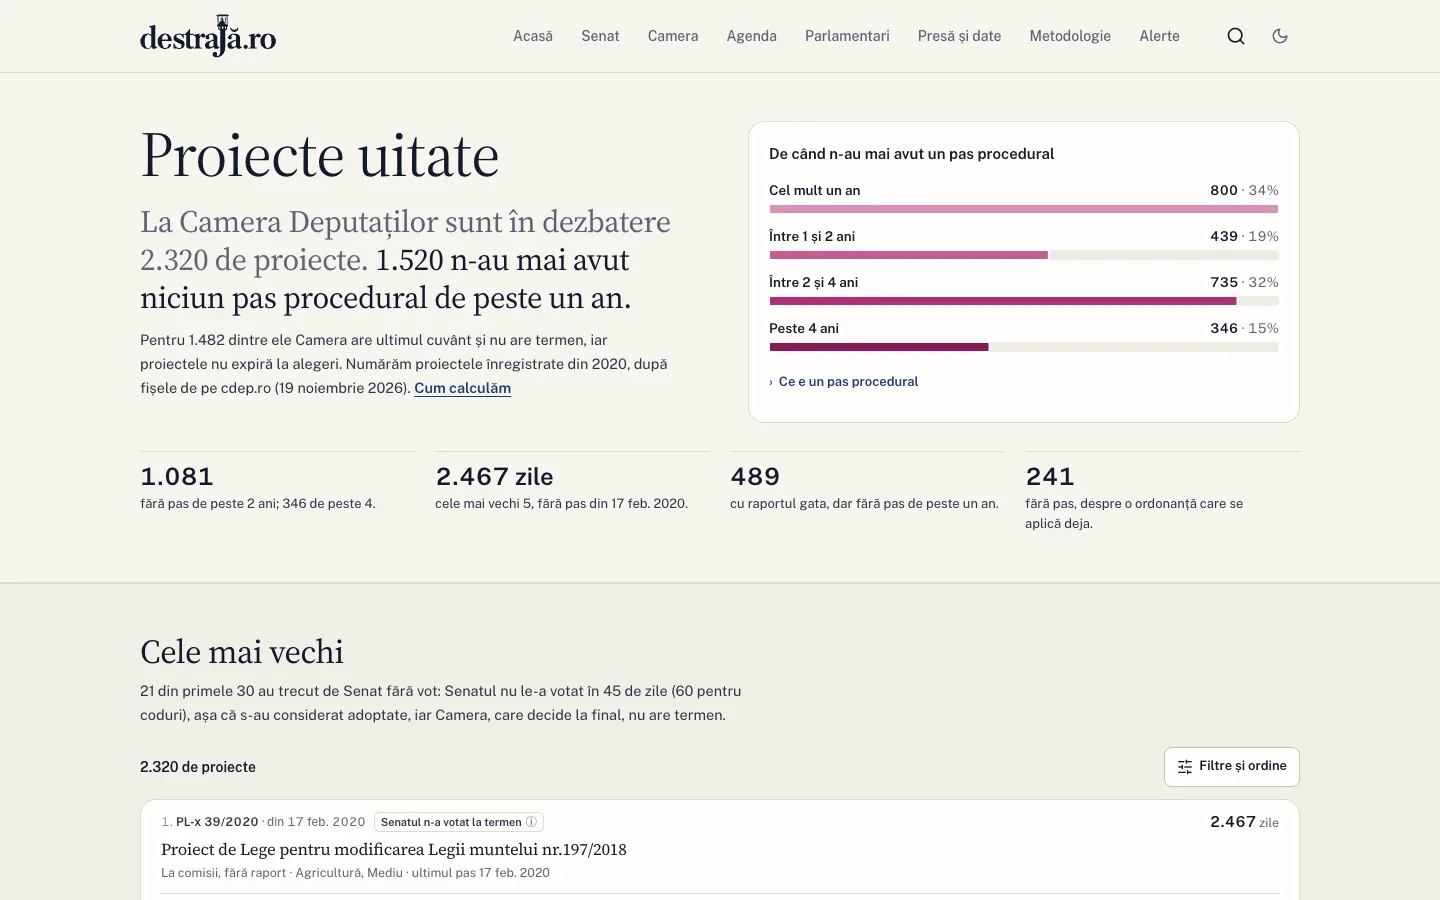 destrajă.ro
Acasă
Senat
Camera
Agenda
Parlamentari
Presă și date
Metodologie
Alerte
Proiecte uitate
La Camera Deputaților sunt în dezbatere
2.320 de proiecte. 1.520 n-au mai avut
niciun pas procedural de peste un an.
Pentru 1.482 dintre ele Camera are ultimul cuvânt și nu are termen, iar
proiectele nu expiră la alegeri. Numărăm proiectele înregistrate din 2020, după
fișele de pe cdep.ro (19 noiembrie 2026). Cum calculăm
De când n-au mai avut un pas procedural
Cel mult un an 800 · 34%
Între 1 și 2 ani 439 · 19%
Între 2 și 4 ani 735 · 32%
Peste 4 ani 346 · 15%
› Ce e un pas procedural
1.081
fără pas de peste 2 ani; 346 de peste 4.
2.467 zile
cele mai vechi 5, fără pas din 17 feb. 2020.
489
cu raportul gata, dar fără pas de peste un an.
241
fără pas, despre o ordonanță care se
aplică deja.
Cele mai vechi
21 din primele 30 au trecut de Senat fără vot: Senatul nu le-a votat în 45 de zile (60 pentru
coduri), așa că s-au considerat adoptate, iar Camera, care decide la final, nu are termen.
2.320 de proiecte
Filtre și ordine
1. PL-x 39/2020 · din 17 feb. 2020 Senatul n-a votat la termen ⓘ 2.467 zile
Proiect de Lege pentru modificarea Legii muntelui nr.197/2018
La comisii, fără raport · Agricultură, Mediu · ultimul pas 17 feb. 2020